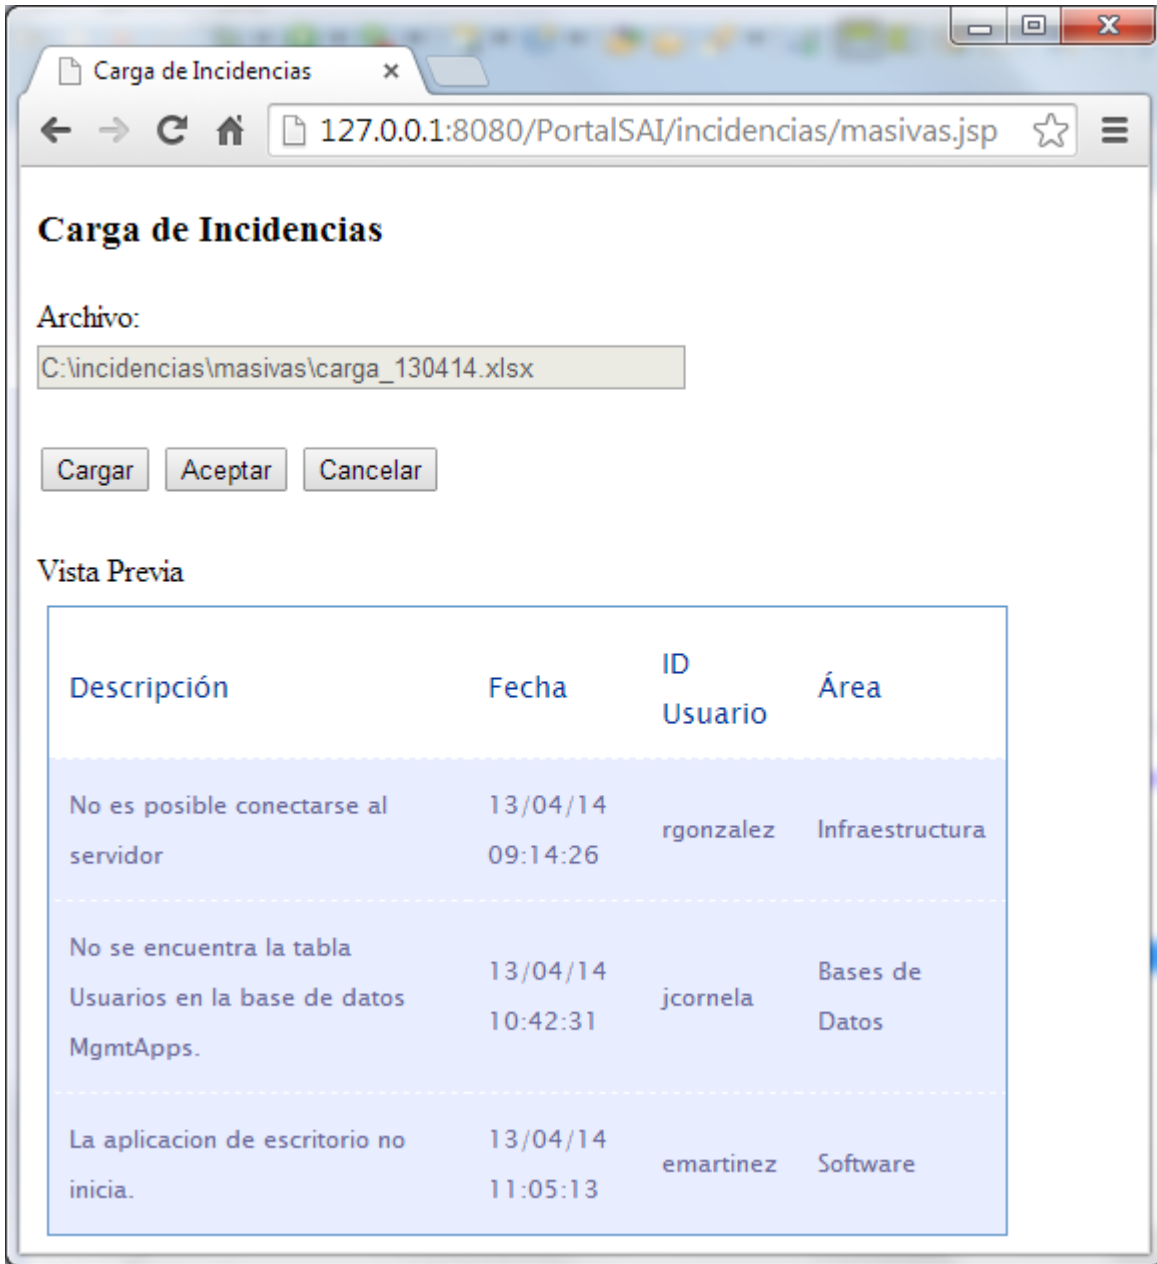 Carga de Incidencias
127.0.0.1:8080/PortalSAI/incidencias/masivas.jsp
Carga de Incidencias
Archivo:
C:\incidencias\masivas\carga_130414.xlsx
Cargar Aceptar Cancelar
Vista Previa
Descripción Fecha ID Usuario Área
No es posible conectarse al
servidor
13/04/14
09:14:26
rgonzalez
Infraestructura
No se encuentra la tabla
Usuarios en la base de datos
MgmtApps.
13/04/14
10:42:31
jcornela
Bases de
Datos
La aplicacion de escritorio no
inicia.
13/04/14
11:05:13
emartinez
Software